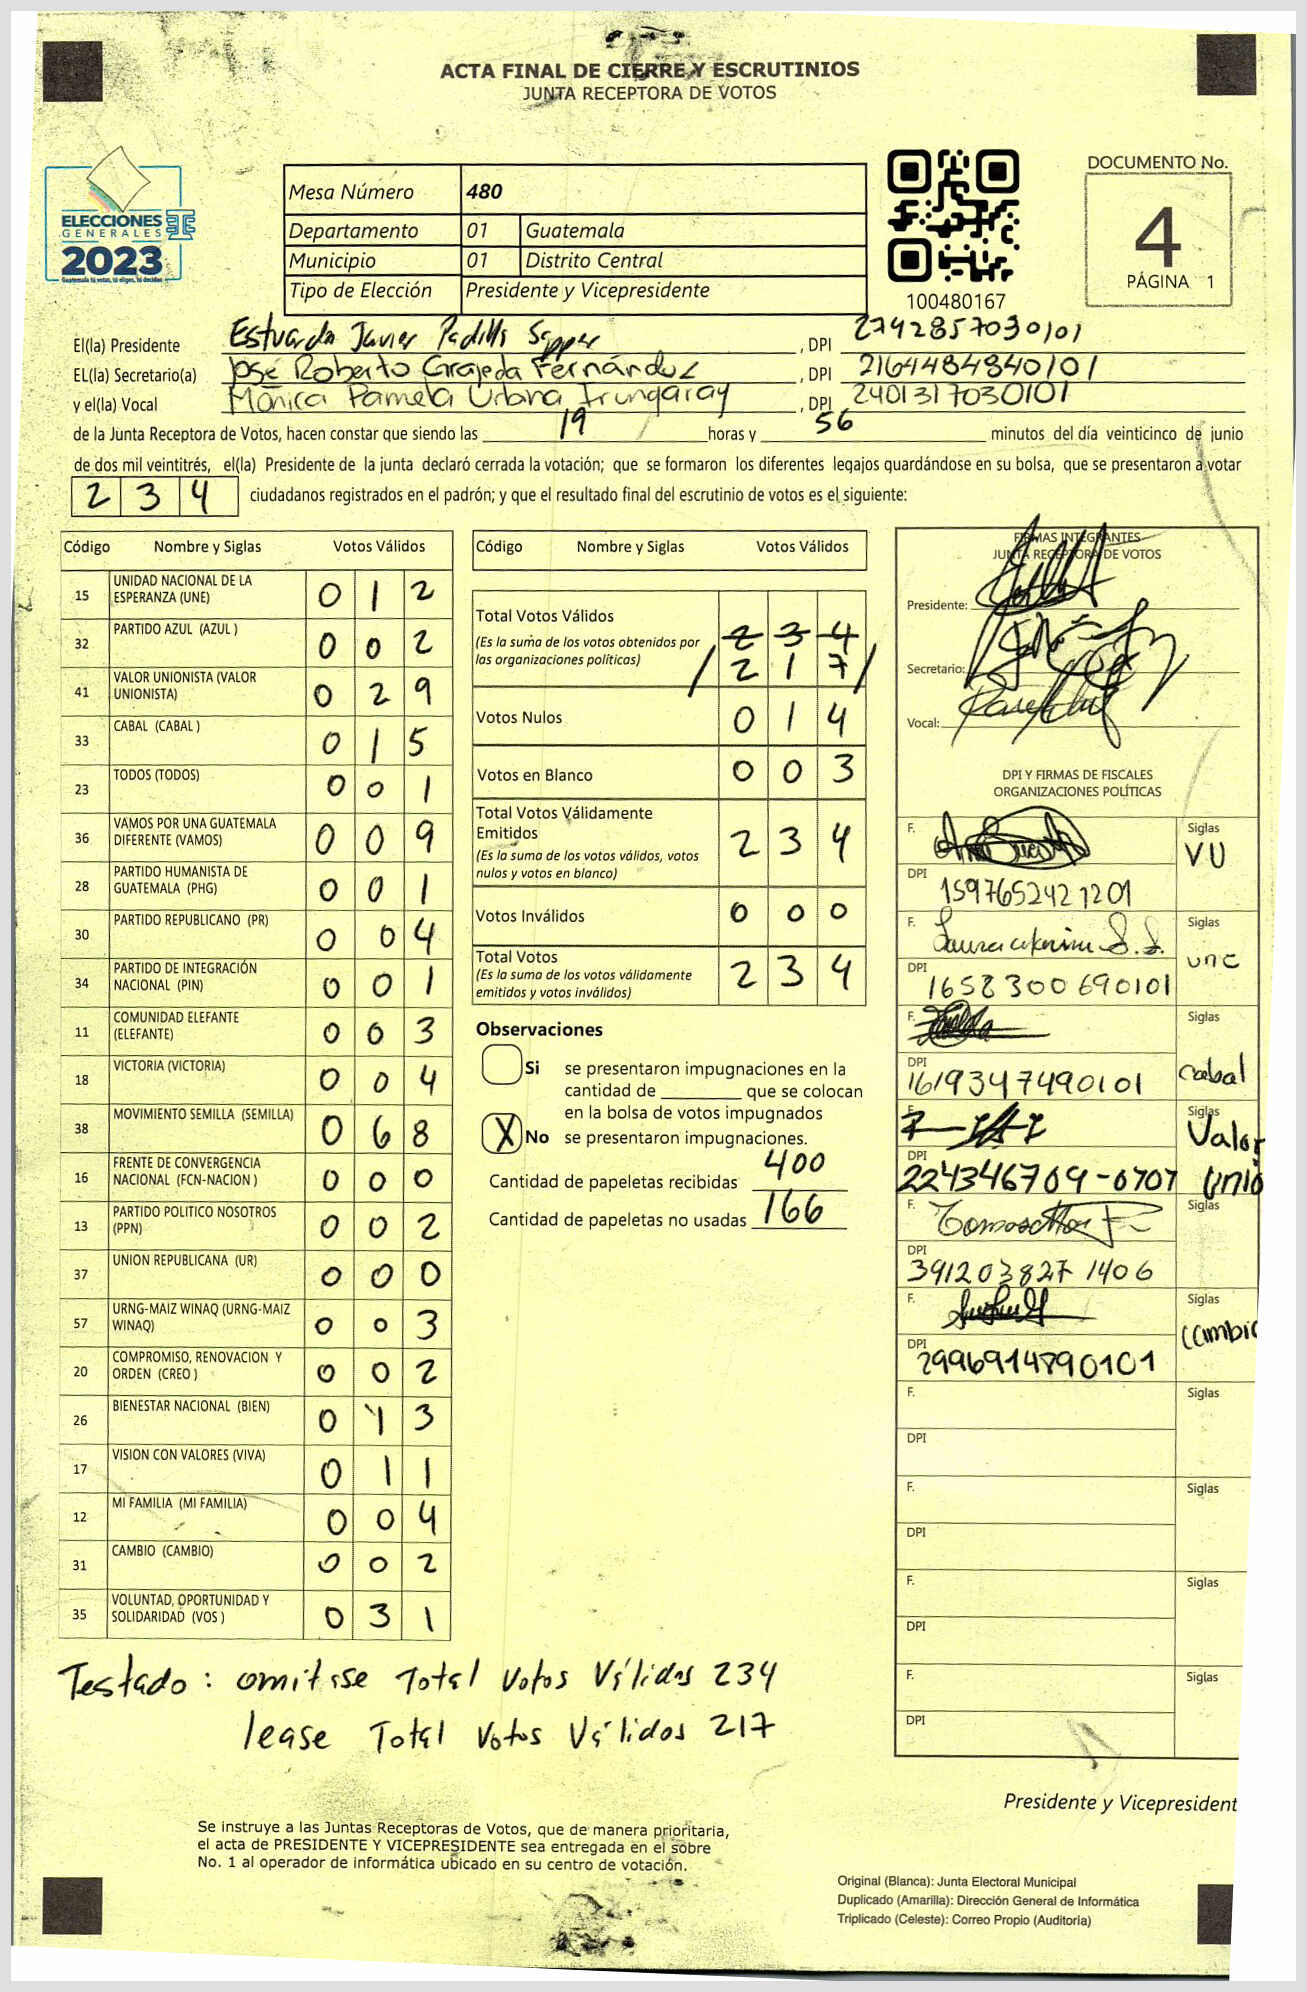 ACTA FINAL DE CIERRE Y ESCRUTINIOS
JUNTA RECEPTORA DE VOTOS
ELECCIONES
GENERALES
2023
Guatemala tú votas, tú eliges, tú decides
Mesa Número 480
Departamento 01 Guatemala
Municipio 01 Distrito Central
Tipo de Elección Presidente y Vicepresidente
100480167
DOCUMENTO No.
4
PÁGINA 1
El(la) Presidente Estuardo Javier Padilla , DPI 2742857030101
EL(la) Secretario(a) José Roberto Grajeda Fernández , DPI 2164484840101
y el(la) Vocal Mónica Pamela Urbina Irungaray , DPI 2401317030101
de la Junta Receptora de Votos, hacen constar que siendo las 19 horas y 56 minutos del día veinticinco de junio
de dos mil veintitrés, el(la) Presidente de la junta declaró cerrada la votación; que se formaron los diferentes legajos guardándose en su bolsa, que se presentaron a votar
234 ciudadanos registrados en el padrón; y que el resultado final del escrutinio de votos es el siguiente:
Código Nombre y Siglas Votos Válidos
15 UNIDAD NACIONAL DE LA ESPERANZA (UNE) 0 1 2
32 PARTIDO AZUL (AZUL ) 0 0 2
41 VALOR UNIONISTA (VALOR UNIONISTA) 0 2 9
33 CABAL (CABAL ) 0 1 5
23 TODOS (TODOS) 0 0 1
36 VAMOS POR UNA GUATEMALA DIFERENTE (VAMOS) 0 0 9
28 PARTIDO HUMANISTA DE GUATEMALA (PHG) 0 0 1
30 PARTIDO REPUBLICANO (PR) 0 0 4
34 PARTIDO DE INTEGRACIÓN NACIONAL (PIN) 0 0 1
11 COMUNIDAD ELEFANTE (ELEFANTE) 0 0 3
18 VICTORIA (VICTORIA) 0 0 4
38 MOVIMIENTO SEMILLA (SEMILLA) 0 6 8
16 FRENTE DE CONVERGENCIA NACIONAL (FCN-NACION ) 0 0 0
13 PARTIDO POLITICO NOSOTROS (PPN) 0 0 2
37 UNION REPUBLICANA (UR) 0 0 0
57 URNG-MAIZ WINAQ (URNG-MAIZ WINAQ) 0 0 3
20 COMPROMISO, RENOVACION Y ORDEN (CREO ) 0 0 2
26 BIENESTAR NACIONAL (BIEN) 0 1 3
17 VISION CON VALORES (VIVA) 0 1 1
12 MI FAMILIA (MI FAMILIA) 0 0 4
31 CAMBIO (CAMBIO) 0 0 2
35 VOLUNTAD, OPORTUNIDAD Y SOLIDARIDAD (VOS ) 0 3 1
Código Nombre y Siglas Votos Válidos
Total Votos Válidos 2 3 4
(Es la suma de los votos obtenidos por
las organizaciones políticas) / 2 1 7 /
Votos Nulos 0 1 4
Votos en Blanco 0 0 3
Total Votos Válidamente
Emitidos 2 3 4
(Es la suma de los votos válidos, votos
nulos y votos en blanco)
Votos Inválidos 0 0 0
Total Votos 2 3 4
(Es la suma de los votos válidamente
emitidos y votos inválidos)
Observaciones
Si se presentaron impugnaciones en la
cantidad de ________ que se colocan
en la bolsa de votos impugnados
X No se presentaron impugnaciones.
Cantidad de papeletas recibidas 400
Cantidad de papeletas no usadas 166
FIRMAS INTEGRANTES
JUNTA RECEPTORA DE VOTOS
Presidente:
Secretario:
Vocal:
DPI Y FIRMAS DE FISCALES
ORGANIZACIONES POLÍTICAS
F. Siglas
VU
DPI 1597652421201
F. Siglas
une
DPI 1658300690101
F. Siglas
cabal
DPI 1619347490101
F. Siglas
Valor
DPI 224346709-0707 Unio
F. Siglas
DPI 391203827 1406
F. Siglas
Cambio
DPI 2996914890101
F. Siglas
DPI
F. Siglas
DPI
F. Siglas
DPI
F. Siglas
DPI
Testado: omitase Total Votos Válidos 234
lease Total Votos Válidos 217
Presidente y Vicepresident
Se instruye a las Juntas Receptoras de Votos, que de manera prioritaria,
el acta de PRESIDENTE Y VICEPRESIDENTE sea entregada en el sobre
No. 1 al operador de informática ubicado en su centro de votación.
Original (Blanca): Junta Electoral Municipal
Duplicado (Amarilla): Dirección General de Informática
Triplicado (Celeste): Correo Propio (Auditoría)